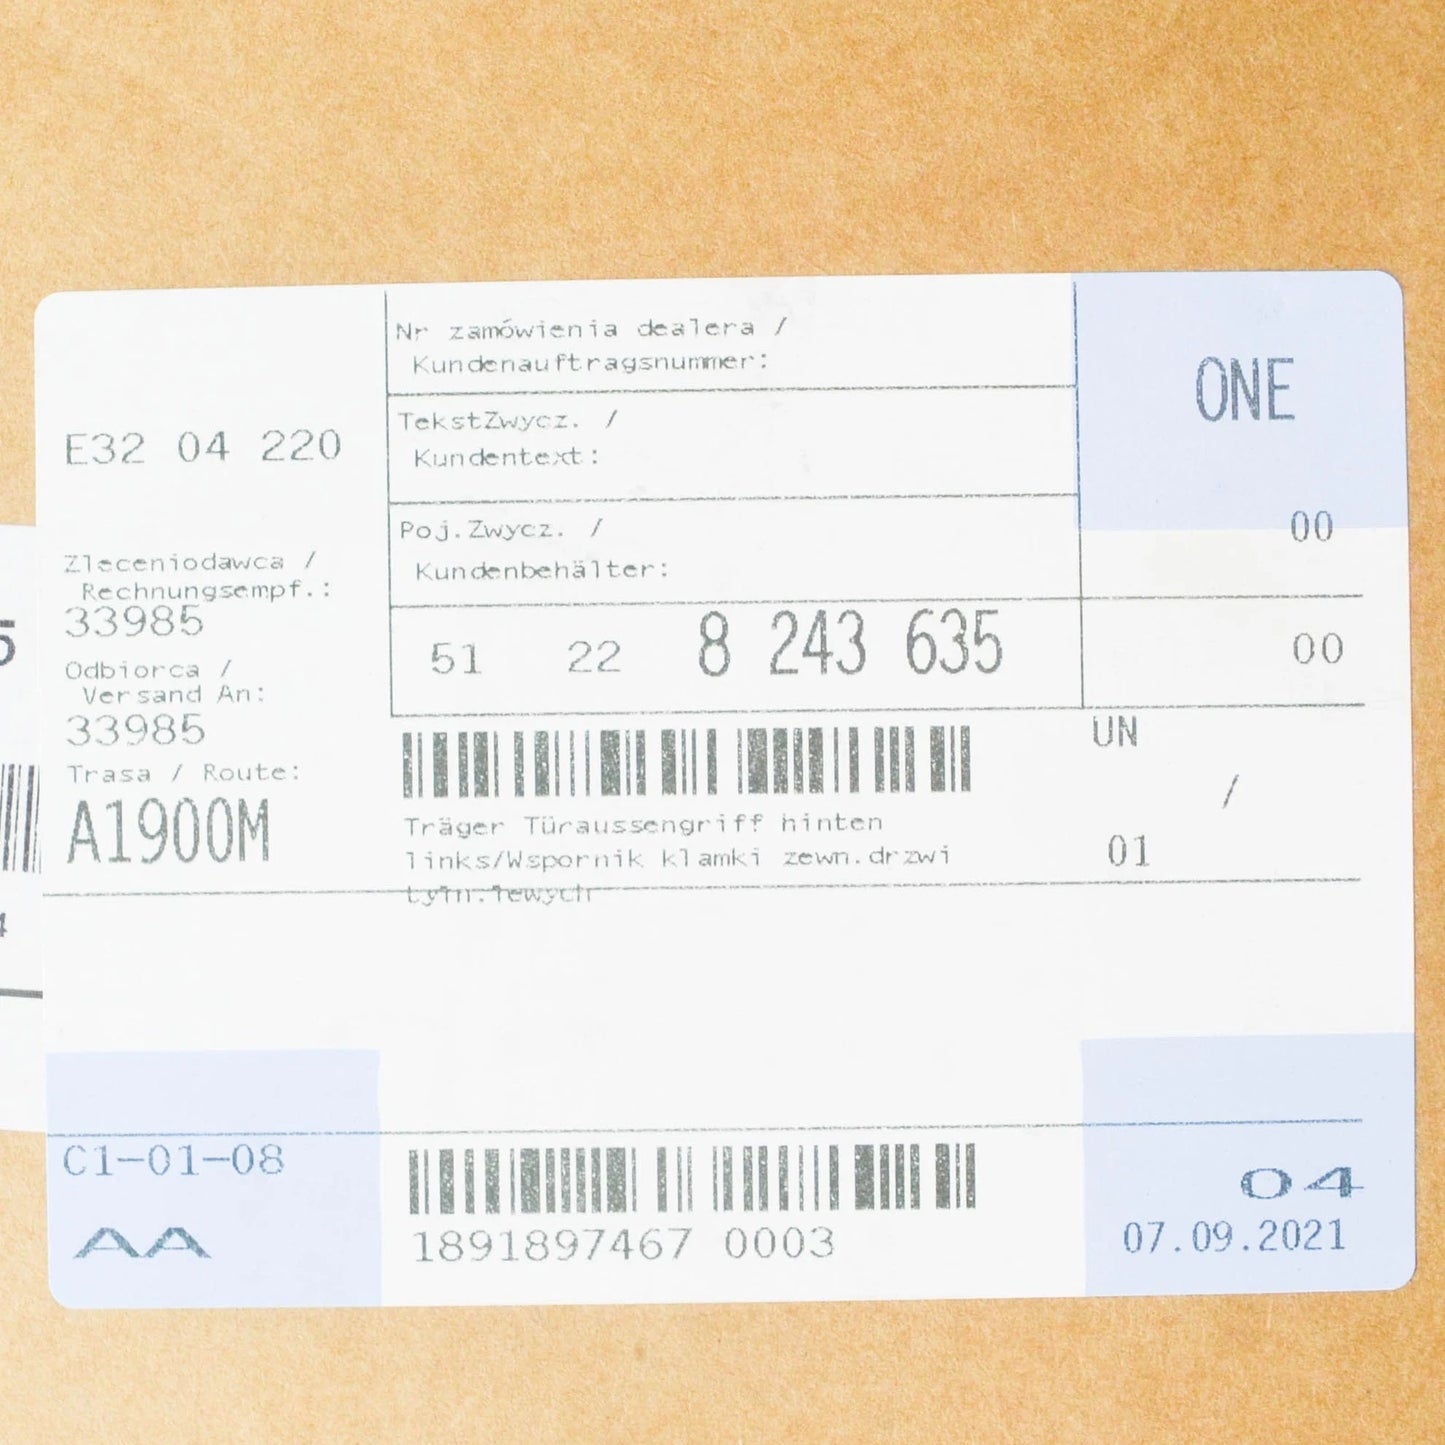 Nr zamówienia dealera /
Kundenauftragsnummer:
ONE
TekstZwycz. /
Kundentext:
E32 04 220
Poj.Zwycz. /
Kundenbehälter:
00
Zleceniodawca /
Rechnungsempf.:
33985
51 22 8 243 635
00
Odbiorca /
Versand An:
33985
UN
Trasa / Route:
A1900M
/
Träger Türaussengriff hinten
links/Wspornik klamki zewn.drzwi
tyln.lewych
01
C1-01-08
AA
1891897467 0003
04
07.09.2021